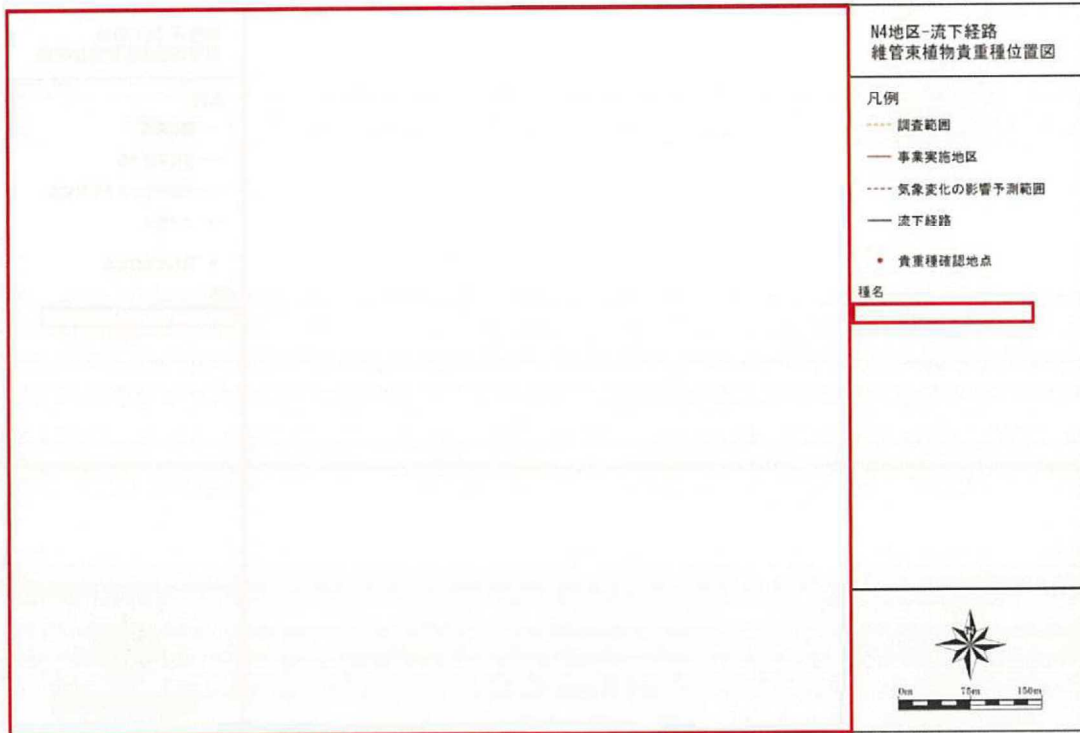 N4地区-流下経路
維管束植物貴重種位置図
凡例
調査範囲
事業実施地区
気象変化の影響予測範囲
流下経路
貴重種確認地点
種名
N
0m 75m 150m